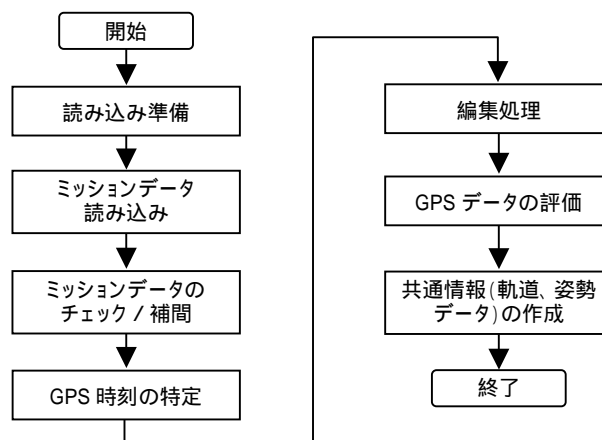 開始
読み込み準備
ミッションデータ
読み込み
ミッションデータの
チェック / 補間
GPS 時刻の特定
編集処理
GPS データの評価
共通情報(軌道、姿勢
データ)の作成
終了